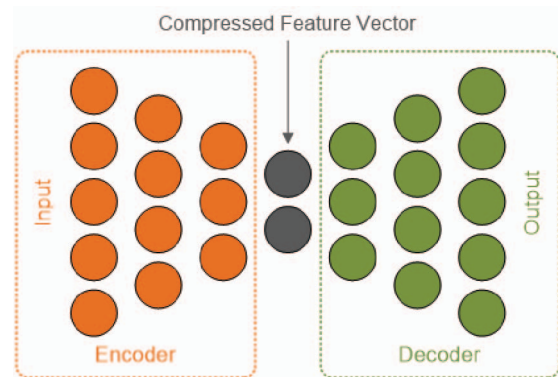 Compressed Feature Vector
Input
Output
Encoder
Decoder